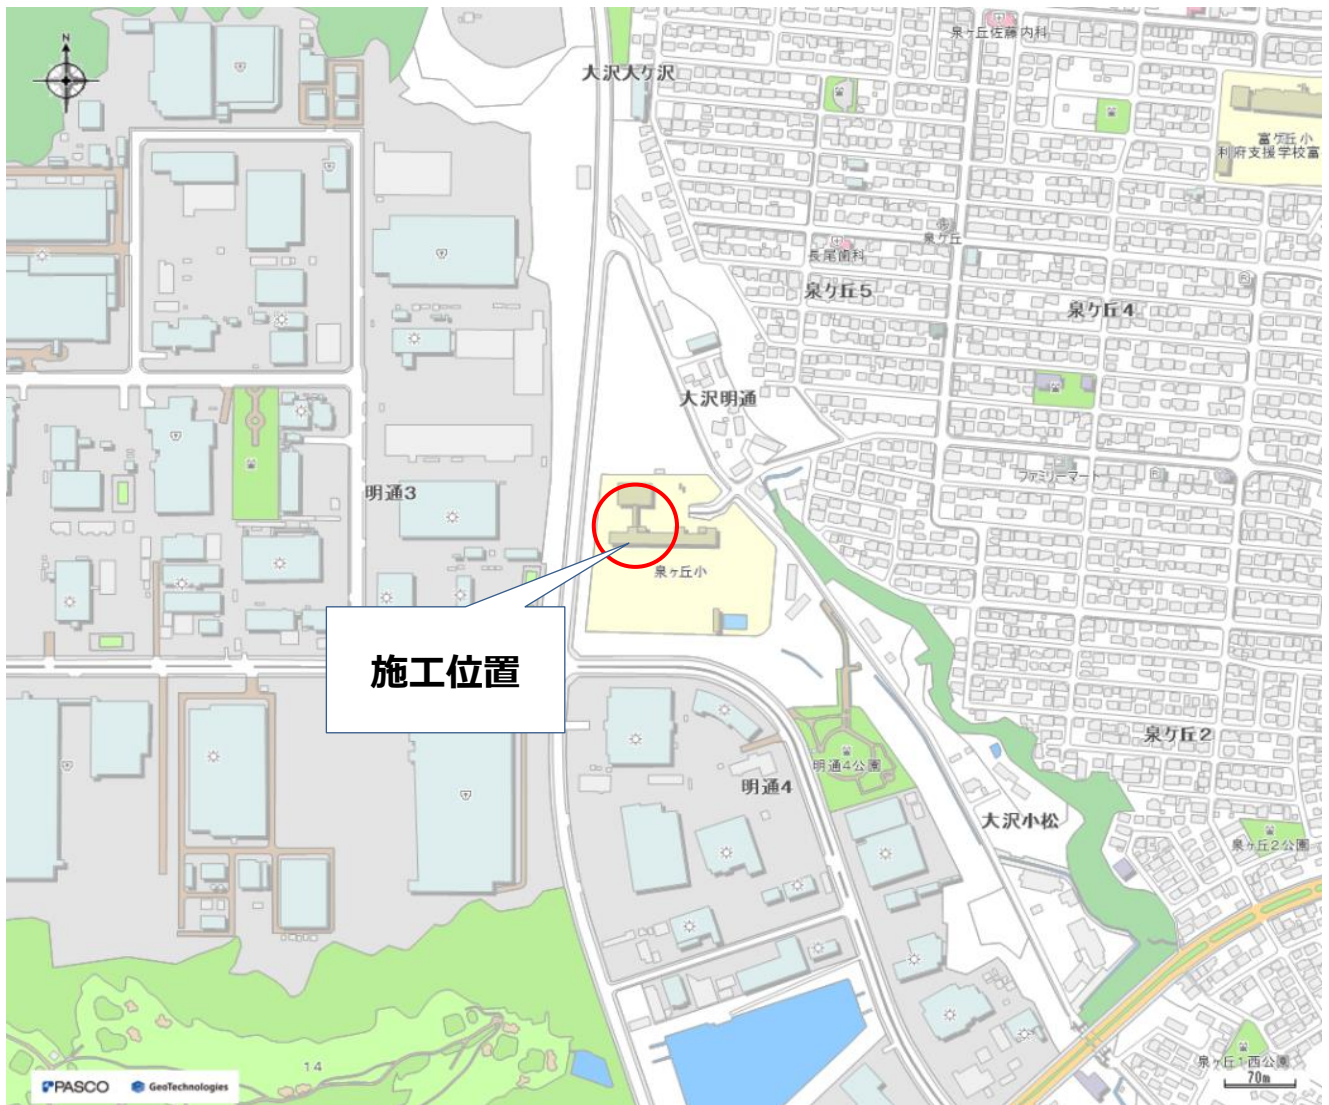 N
泉ヶ丘佐藤内科
大沢大ケ沢
富ケ丘小
利府支援学校富
泉ケ丘
長尾歯科
泉ケ丘5
R
泉ケ丘4
大沢明通
ファミリーマート
R
明通3
泉ヶ丘小
施工位置
泉ケ丘2
明通4公園
明通4
大沢小松
泉ヶ丘2公園
泉ヶ丘1西公園
14
70m
PASCO GeoTechnologies